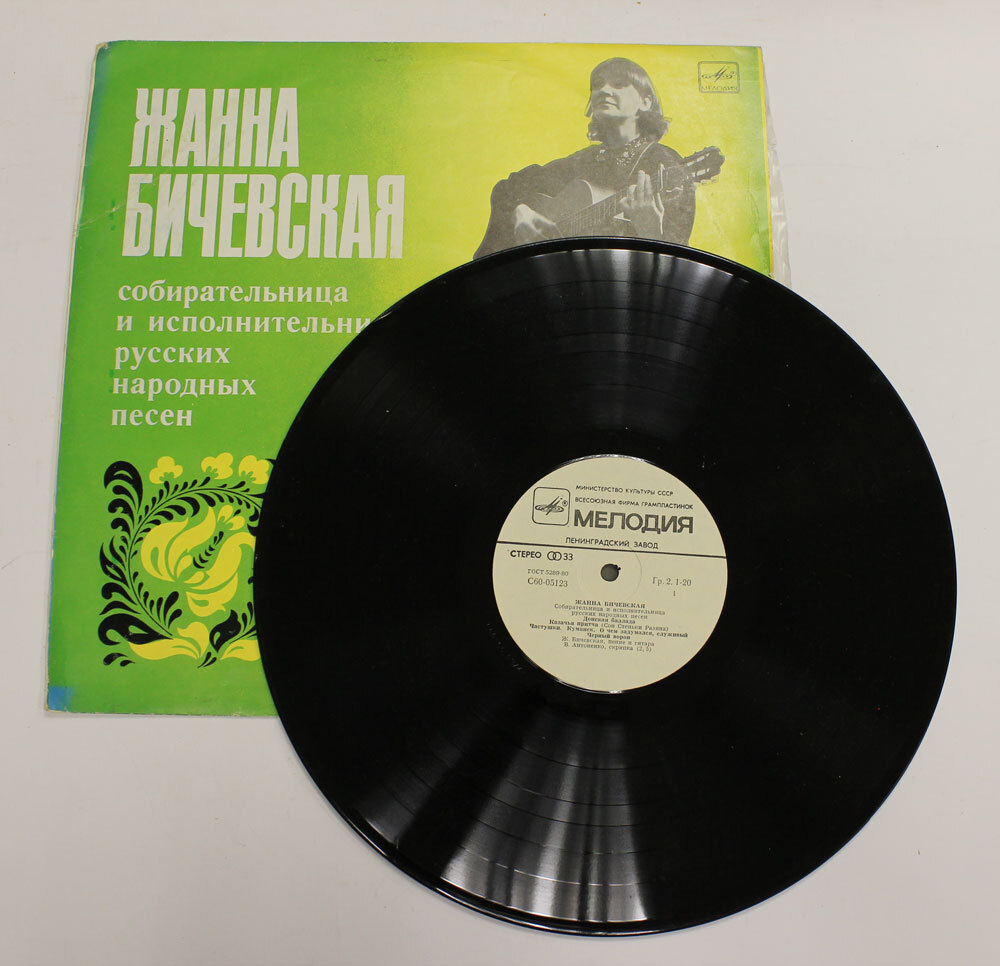 ЖАННА
БИЧЕВСКАЯ
собирательница
и исполнительни
русских
народных
песен
МЕЛОДИЯ
МИНИСТЕРСТВО КУЛЬТУРЫ СССР
ВСЕСОЮЗНАЯ ФИРМА ГРАМПЛАСТИНОК
МЕЛОДИЯ
ЛЕНИНГРАДСКИЙ ЗАВОД
СТЕРЕО 33
ГОСТ 5289-80
С60-05123
Гр. 2. 1-20
1
ЖАННА БИЧЕВСКАЯ
Собирательница и исполнительница
русских народных песен
Донская баллада
Казачья притча (Сон Степана Разина)
Частушки. Куманек. О чем задумался, служивый
Черный ворон
Ж. Бичевская, пение и гитара
В. Антоненко, скрипка (2, 5)